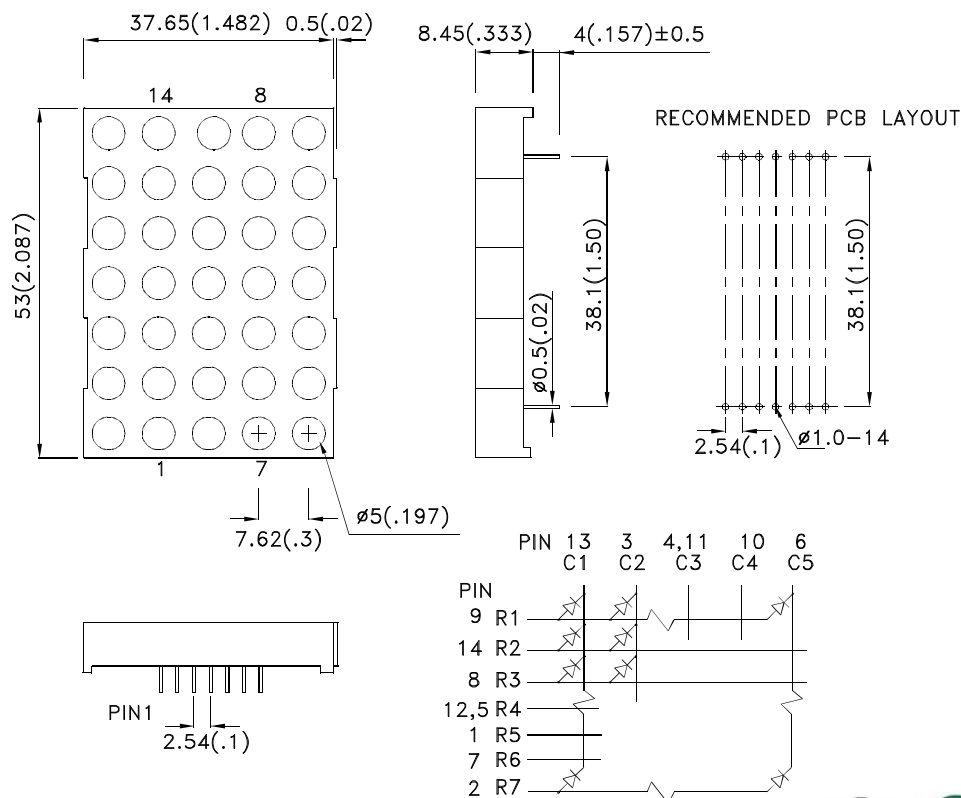 37.65(1.482) 0.5(.02)
8.45(.333) 4(.157)±0.5
14 8
RECOMMENDED PCB LAYOUT
53(2.087)
38.1(1.50)
ø0.5(.02)
38.1(1.50)
2.54(.1) ø1.0-14
1 7
ø5(.197)
7.62(.3)
PIN 13 3 4,11 10 6
C1 C2 C3 C4 C5
PIN
9 R1
14 R2
8 R3
12,5 R4
1 R5
7 R6
2 R7
PIN1
2.54(.1)